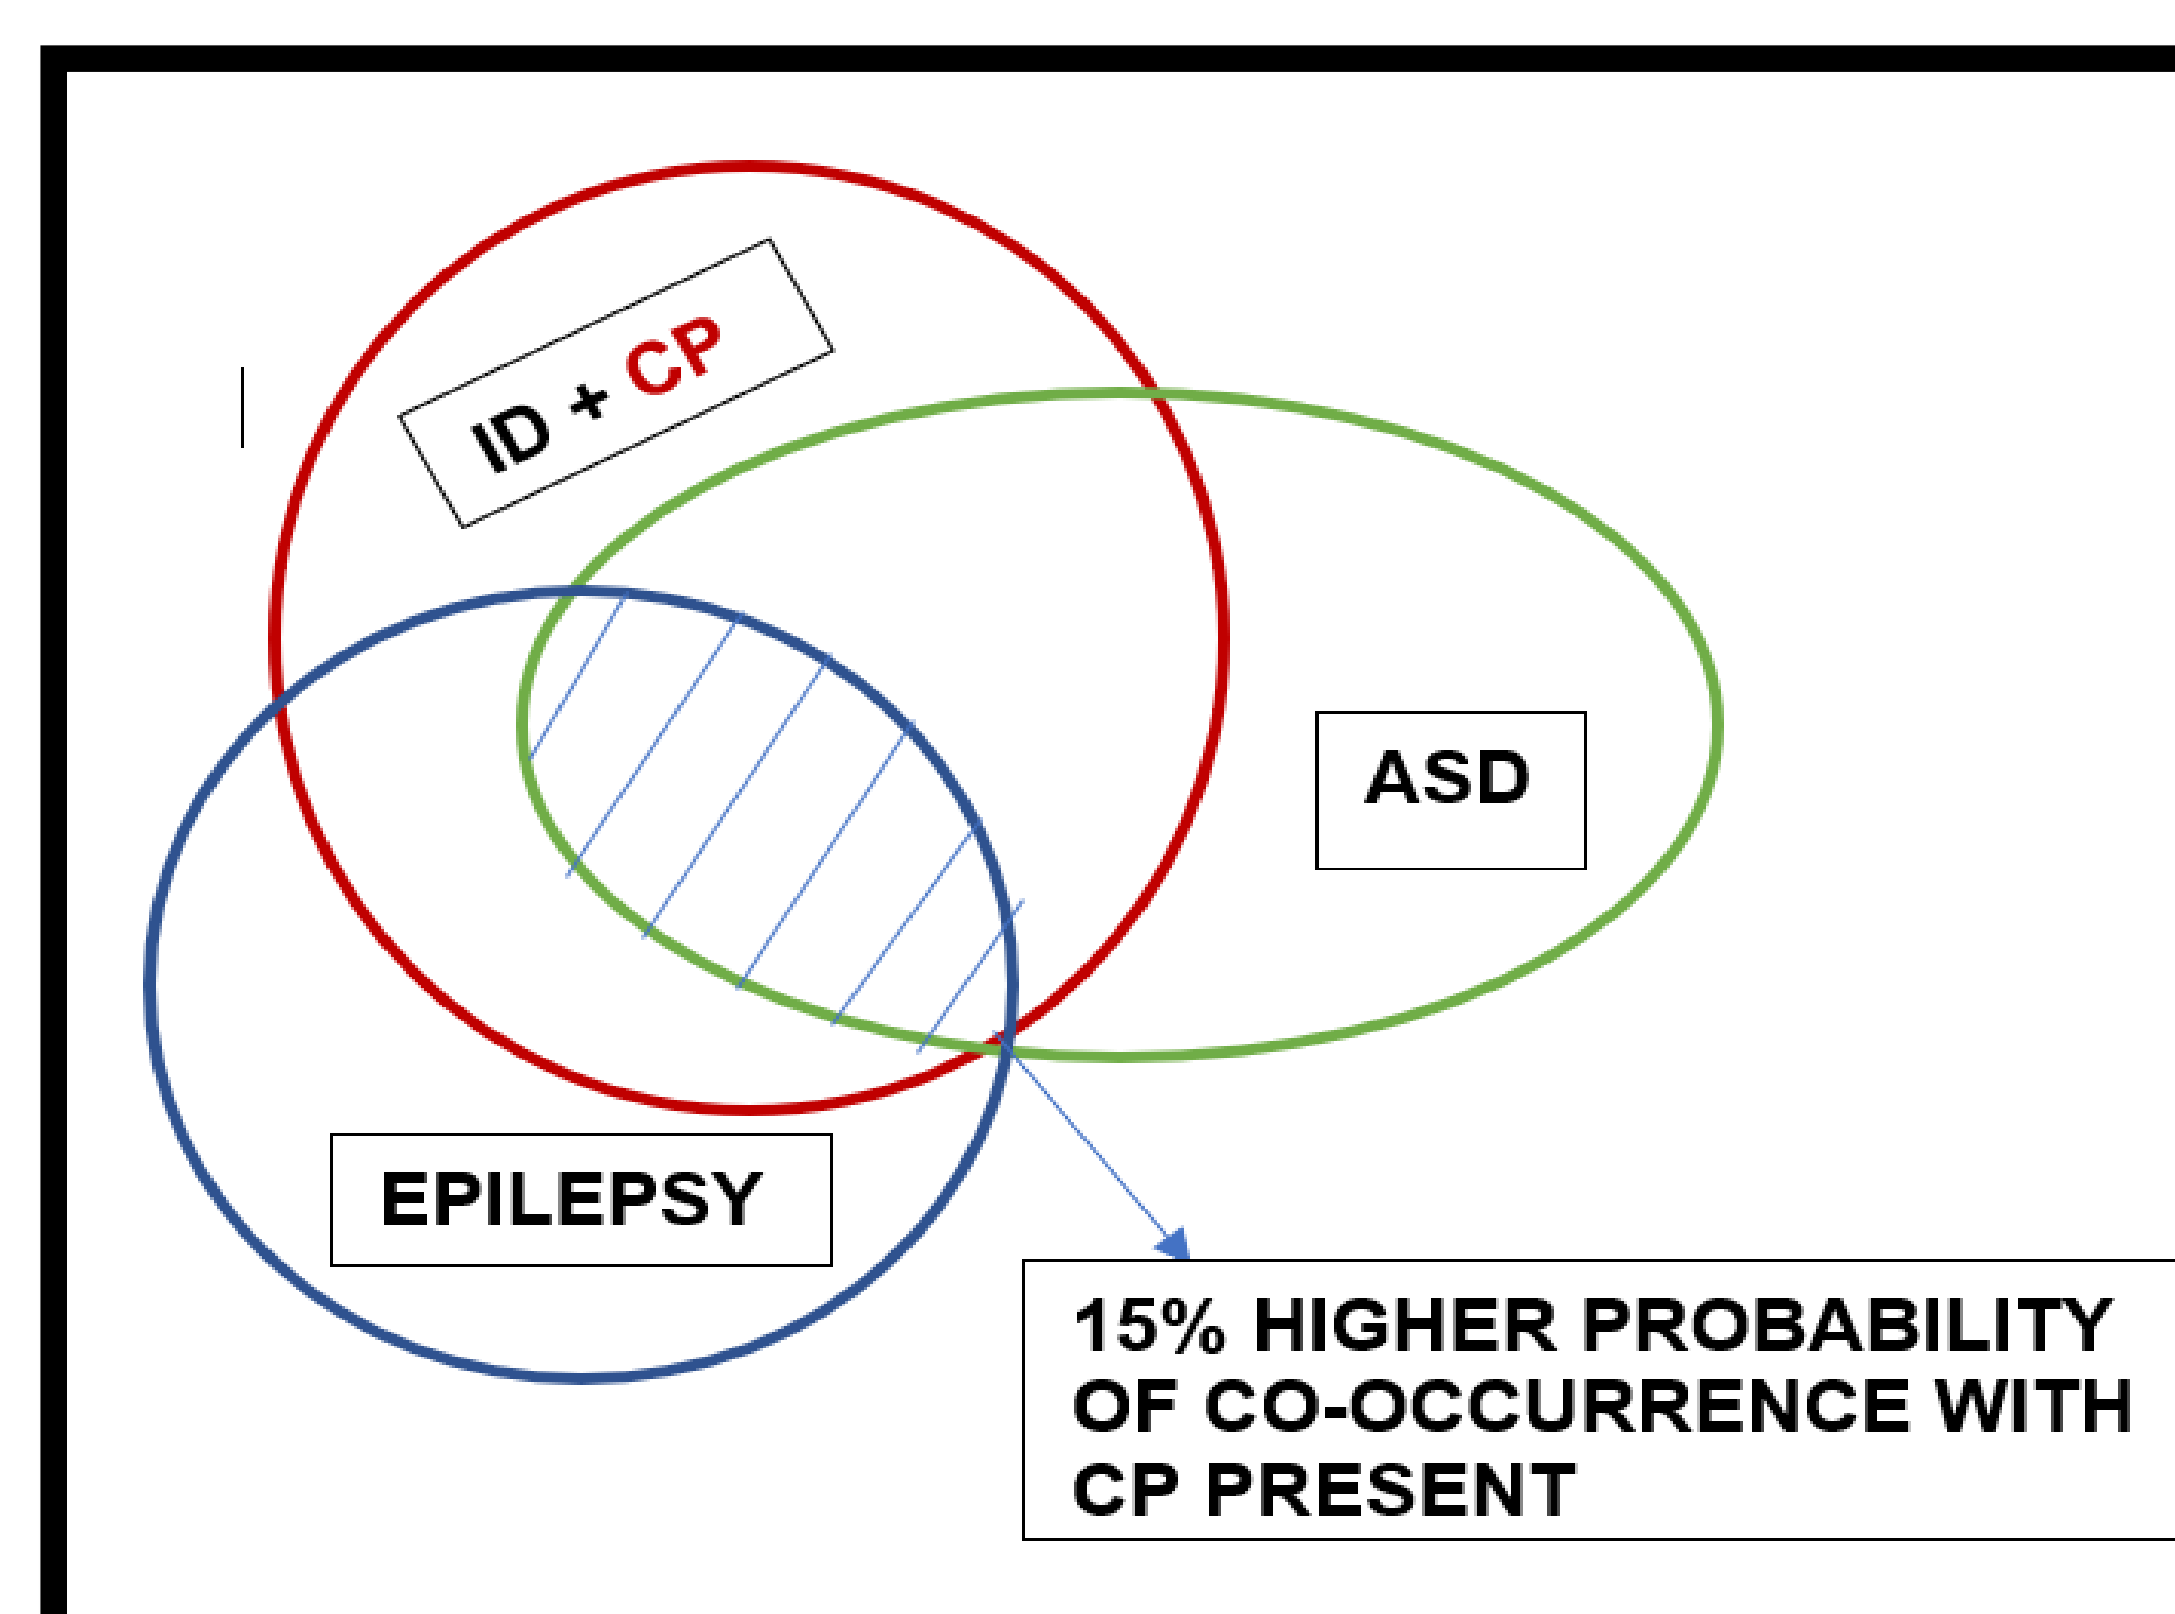 ID + CP
ASD
EPILEPSY
15% HIGHER PROBABILITY
OF CO-OCCURRENCE WITH
CP PRESENT